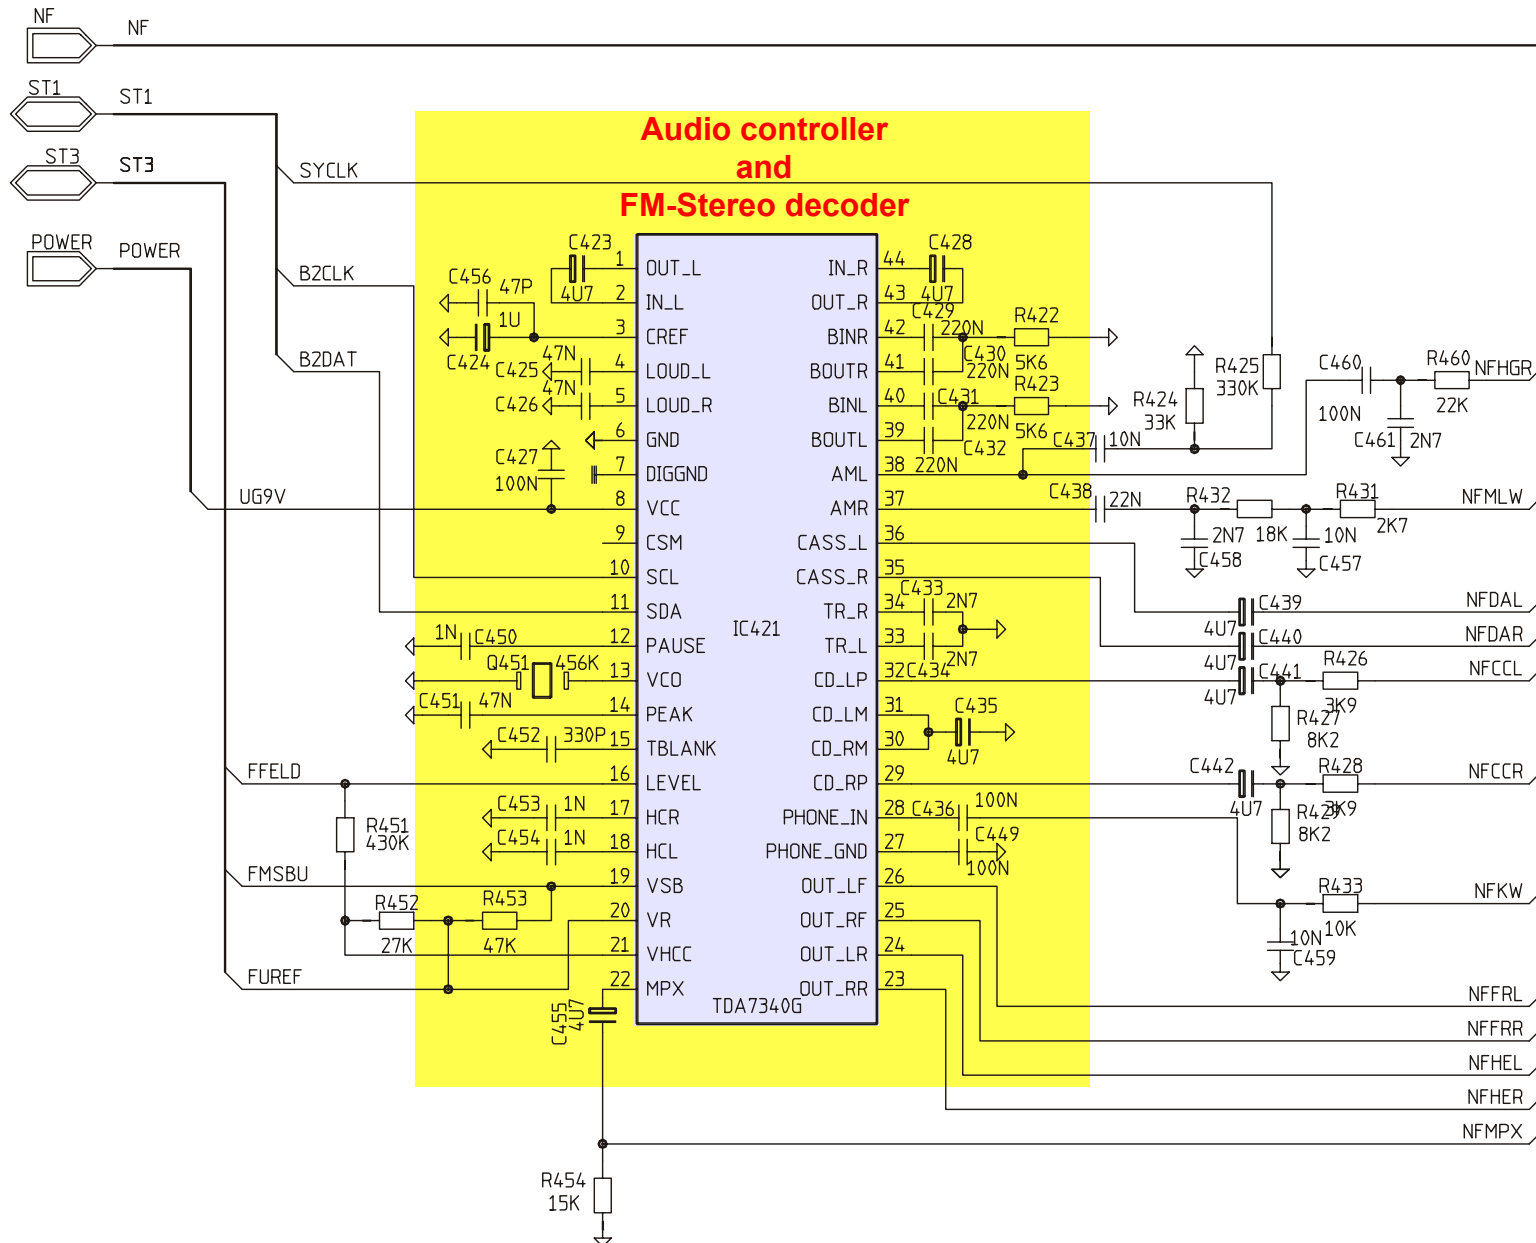 NF
NF
ST1
ST1
ST3
ST3
POWER
POWER
SYCLK
B2CLK
B2DAT
UG9V
FFELD
FMSBU
FUREF
Audio controller
and
FM-Stereo decoder
C423
4U7
C456
47P
1U
C424
47N
C425
47N
C426
C427
100N
1N
C450
Q451
456K
C451
47N
C452
330P
C453
1N
C454
1N
R451
430K
R452
27K
R453
47K
C455
4U7
R454
15K
1 OUT_L
2 IN_L
3 CREF
4 LOUD_L
5 LOUD_R
6 GND
7 DIGGND
8 VCC
9 CSM
10 SCL
11 SDA
12 PAUSE
13 VCO
14 PEAK
15 TBLANK
16 LEVEL
17 HCR
18 HCL
19 VSB
20 VR
21 VHCC
22 MPX
IC421
TDA7340G
IN_R 44
OUT_R 43
BINR 42
BOUTR 41
BINL 40
BOUTL 39
AML 38
AMR 37
CASS_L 36
CASS_R 35
TR_R 34
TR_L 33
CD_LP 32
CD_LM 31
CD_RM 30
CD_RP 29
PHONE_IN 28
PHONE_GND 27
OUT_LF 26
OUT_RF 25
OUT_LR 24
OUT_RR 23
C428
4U7
C429
220N
R422
5K6
C430
220N
R423
5K6
C431
220N
C432
220N
C437
10N
R424
33K
R425
330K
C460
100N
R460
22K
C461
2N7
NFHGR
C438
22N
R432
18K
R431
2K7
2N7
C458
10N
C457
NFMLW
C433
2N7
C434
2N7
C439
4U7
NFDAL
C440
4U7
NFDAR
C441
4U7
R426
3K9
NFCCL
R427
8K2
C435
4U7
C442
4U7
R428
3K9
NFCCR
R429
8K2
C436
100N
C449
100N
R433
10K
NFKW
10N
C459
NFFRL
NFFRR
NFHEL
NFHER
NFMPX